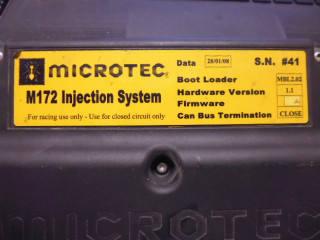 MICROTEC
M172 Injection System
For racing use only - Use for closed circuit only
Data 28/01/08 S.N. #41
Boot Loader MBL2.02
Hardware Version 1.1
Firmware
Can Bus Termination CLOSE
MICROTEC